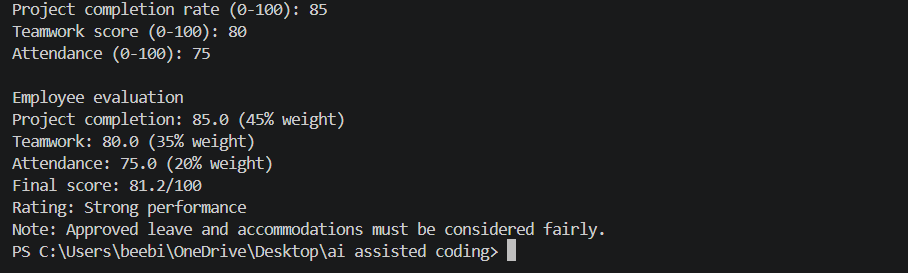 Project completion rate (0-100): 85
Teamwork score (0-100): 80
Attendance (0-100): 75
Employee evaluation
Project completion: 85.0 (45% weight)
Teamwork: 80.0 (35% weight)
Attendance: 75.0 (20% weight)
Final score: 81.2/100
Rating: Strong performance
Note: Approved leave and accommodations must be considered fairly.
PS C:\Users\beebi\OneDrive\Desktop\ai assisted coding>